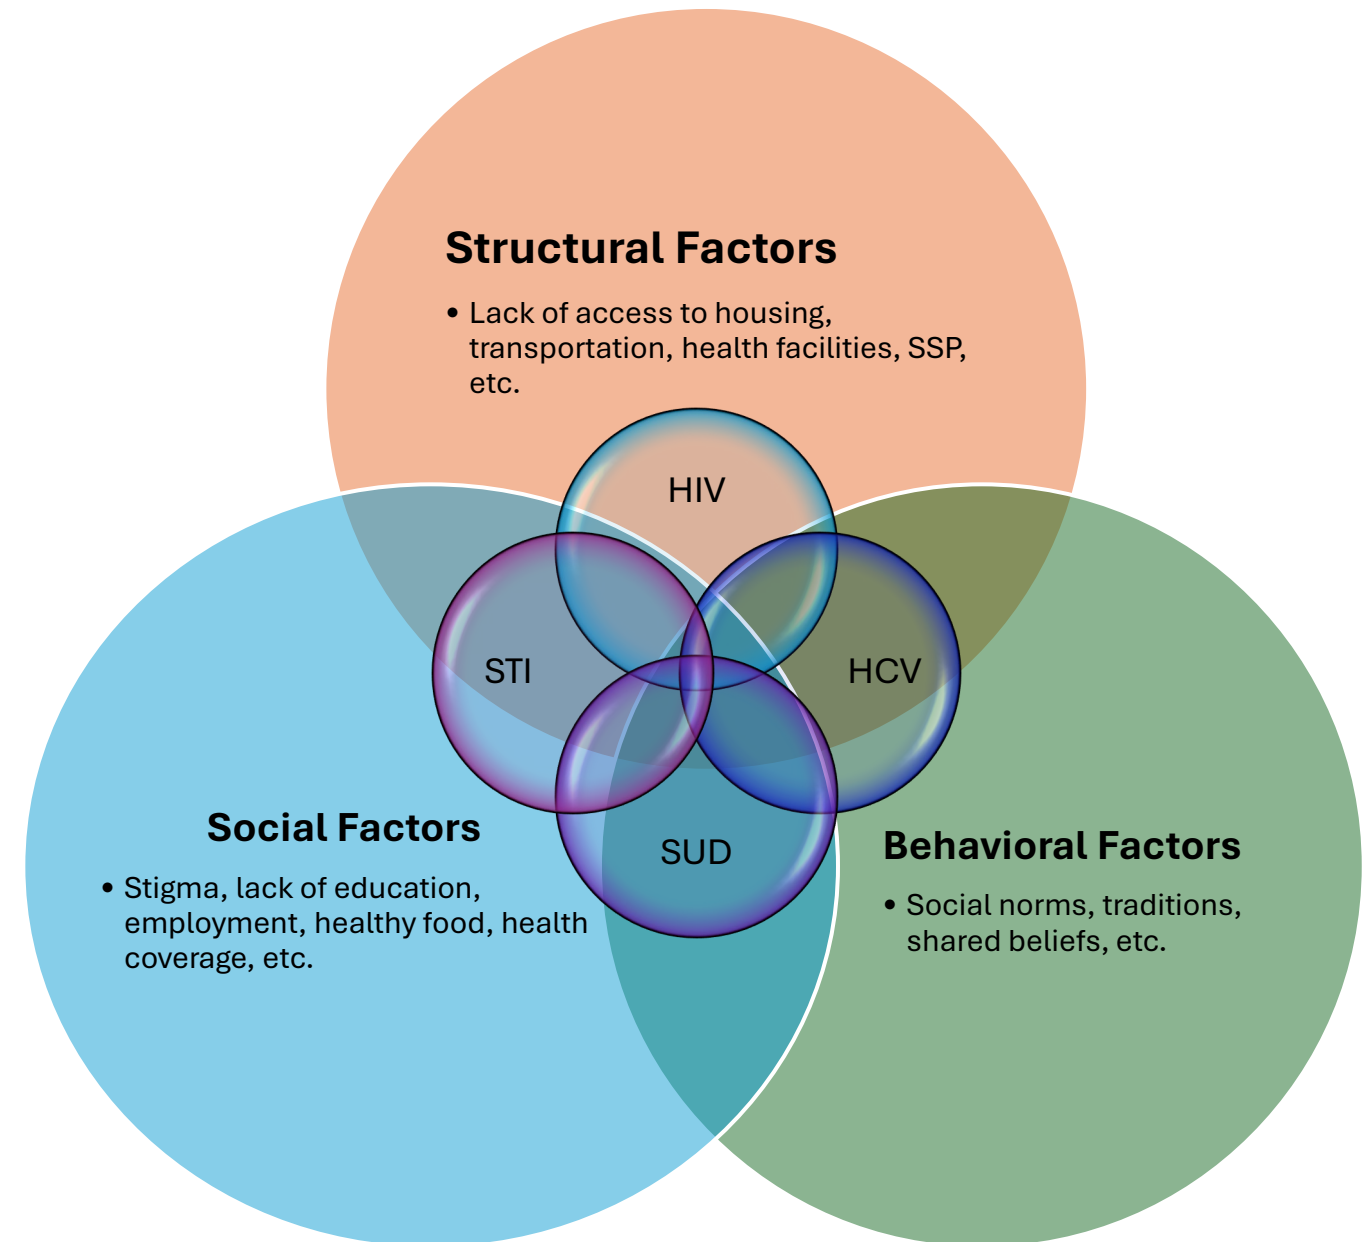 Structural Factors
• Lack of access to housing,
transportation, health facilities, SSP,
etc.
HIV
STI
HCV
SUD
Social Factors
• Stigma, lack of education,
employment, healthy food, health
coverage, etc.
Behavioral Factors
• Social norms, traditions,
shared beliefs, etc.